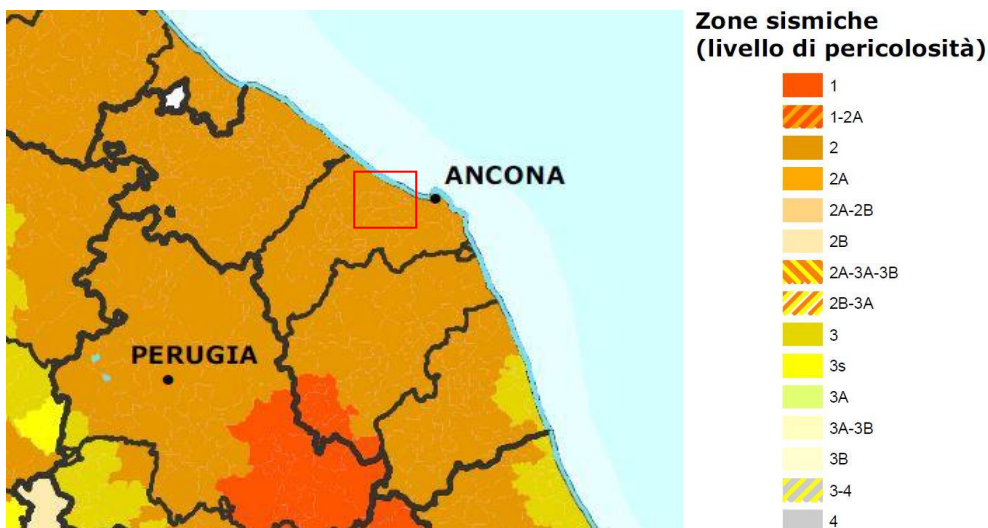 Zone sismiche
(livello di pericolosità)
1
1-2A
2
2A
2A-2B
2B
2A-3A-3B
2B-3A
3
3s
3A
3A-3B
3B
3-4
4
ANCONA
PERUGIA